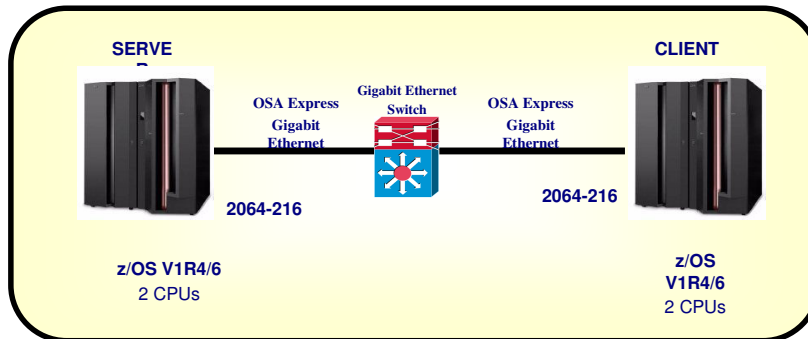 SERVE
R
CLIENT
OSA Express
Gigabit
Ethernet
Gigabit Ethernet
Switch
OSA Express
Gigabit
Ethernet
2064-216
2064-216
z/OS V1R4/6
2 CPUs
z/OS
V1R4/6
2 CPUs